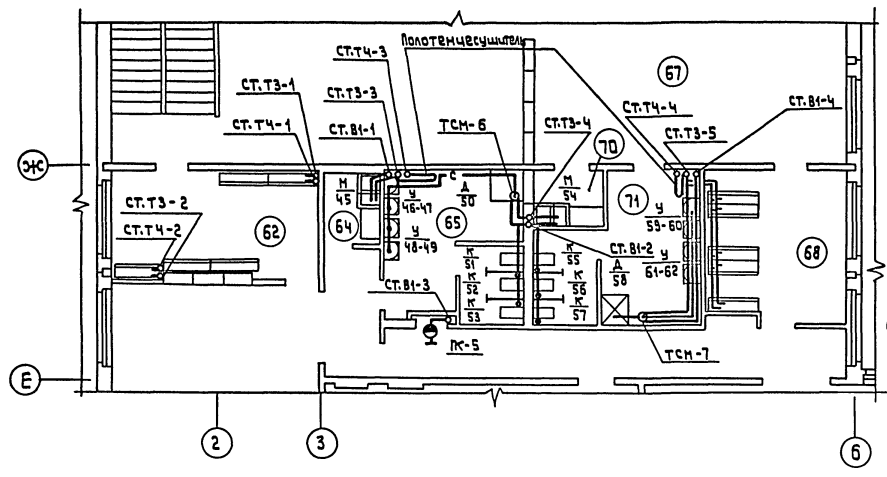 СТ.Т4-3
Полотенцесушитель
67
СТ.Т3-1
СТ.Т3-3
СТ.Т4-4
СТ.В1-4
СТ.Т4-1
СТ.В1-1
ТСМ-6
СТ.Т3-4
СТ.Т3-5
70
Ж
М
45
У
46-47
С
Д
50
М
54
71
У
59-60
СТ.Т3-2
СТ.Т4-2
62
64
У
48-49
65
СТ.В1-2
68
К
51
К
55
Д
58
У
61-62
СТ.В1-3
К
52
К
56
К
53
К
57
ПК-5
ТСМ-7
Е
2
3
6